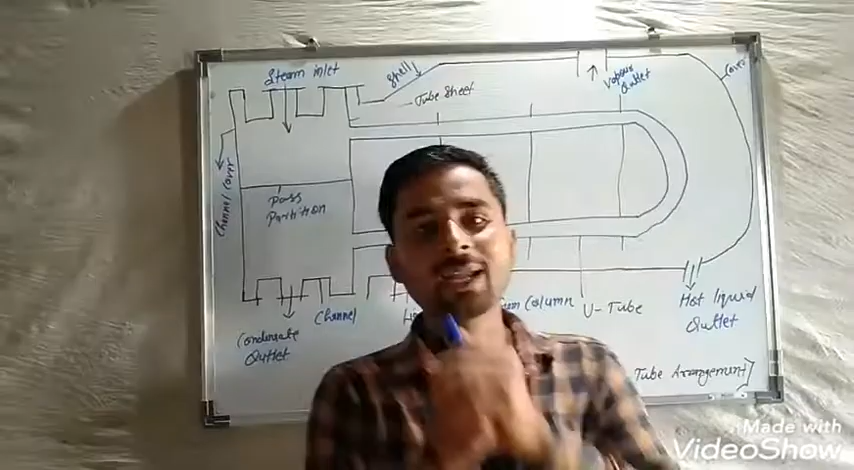 Steam inlet
Shell
Tube Sheet
Vapour
Outlet
Cover
Channel Cover
Pass
Partition
Condensate
Outlet
Channel
Column
U-Tube
Hot liquid
Outlet
Tube Arrangement
Made with
VideoShow